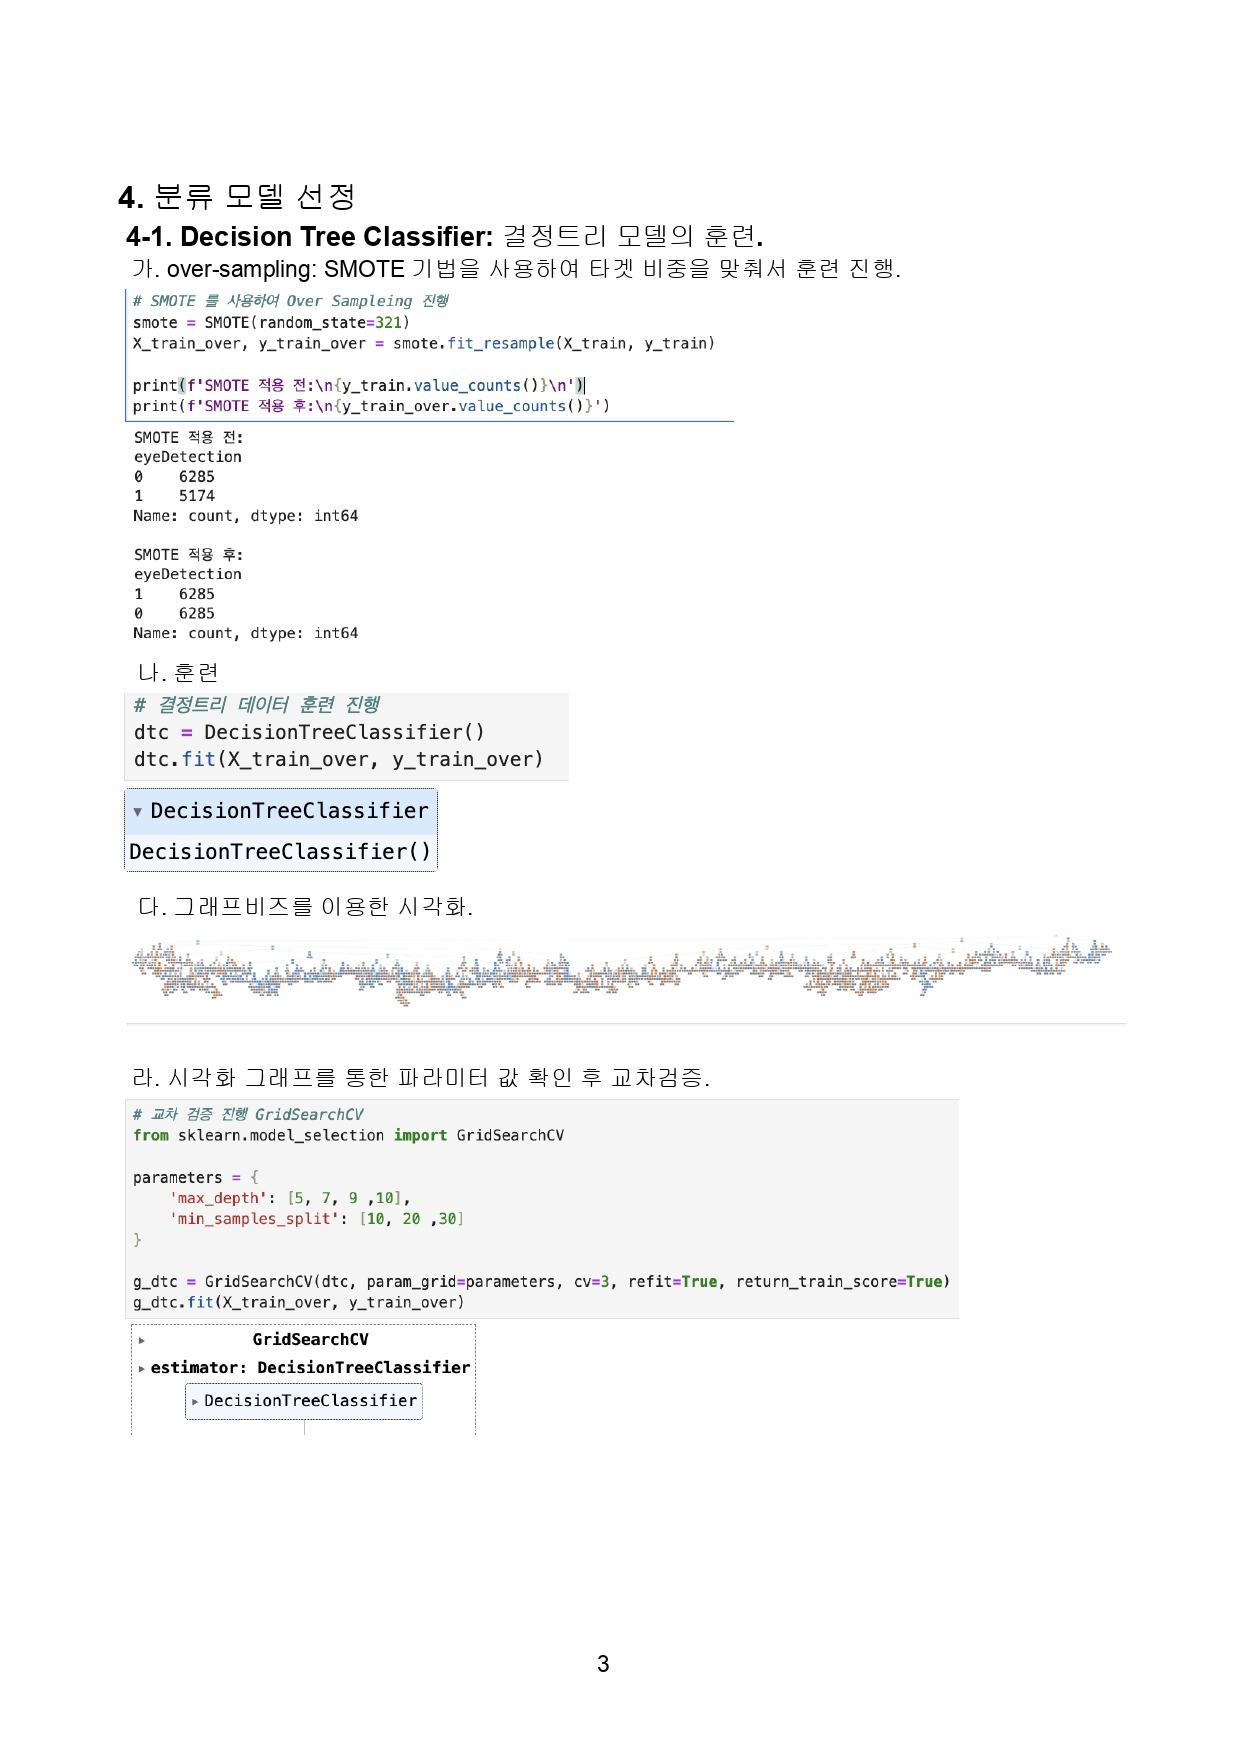 4. 분류 모델 선정
4-1. Decision Tree Classifier: 결정트리 모델의 훈련.
가. over-sampling: SMOTE 기법을 사용하여 타겟 비중을 맞춰서 훈련 진행.
# SMOTE 를 사용하여 Over Sampleing 진행
smote = SMOTE(random_state=321)
X_train_over, y_train_over = smote.fit_resample(X_train, y_train)
print(f'SMOTE 적용 전:\n{y_train.value_counts()}\n')
print(f'SMOTE 적용 후:\n{y_train_over.value_counts()}')
SMOTE 적용 전:
eyeDetection
0    6285
1    5174
Name: count, dtype: int64
SMOTE 적용 후:
eyeDetection
1    6285
0    6285
Name: count, dtype: int64
나. 훈련
# 결정트리 데이터 훈련 진행
dtc = DecisionTreeClassifier()
dtc.fit(X_train_over, y_train_over)
▾ DecisionTreeClassifier
DecisionTreeClassifier()
다. 그래프비즈를 이용한 시각화.
라. 시각화 그래프를 통한 파라미터 값 확인 후 교차검증.
# 교차 검증 진행 GridSearchCV
from sklearn.model_selection import GridSearchCV
parameters = {
    'max_depth': [5, 7, 9 ,10],
    'min_samples_split': [10, 20 ,30]
}
g_dtc = GridSearchCV(dtc, param_grid=parameters, cv=3, refit=True, return_train_score=True)
g_dtc.fit(X_train_over, y_train_over)
▸ GridSearchCV
▸ estimator: DecisionTreeClassifier
▸ DecisionTreeClassifier
3